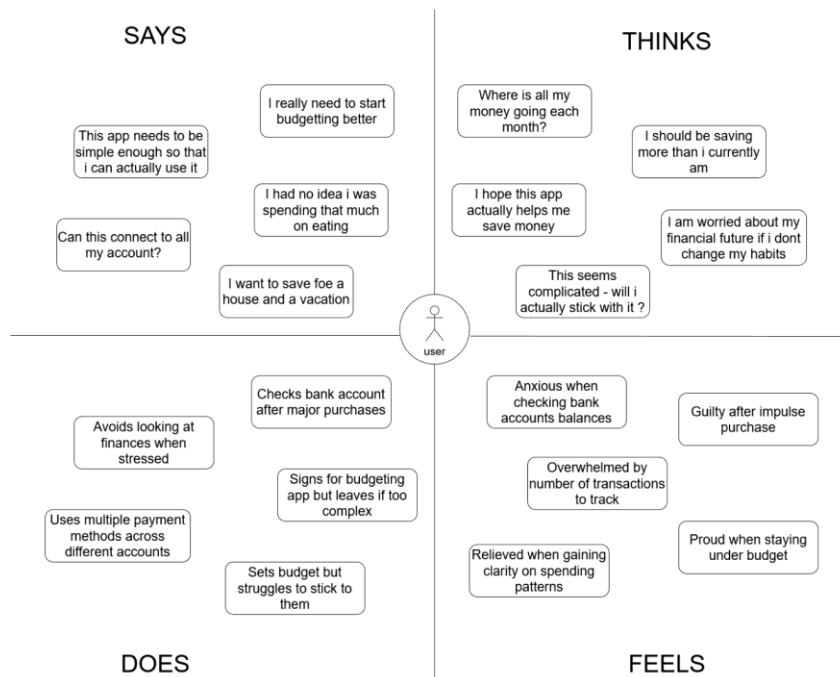 SAYS
I really need to start
budgetting better
This app needs to be
simple enough so that
i can actually use it
I had no idea i was
spending that much
on eating
Can this connect to all
my account?
I want to save foe a
house and a vacation
THINKS
Where is all my
money going each
month?
I should be saving
more than i currently
am
I hope this app
actually helps me
save money
I am worried about my
financial future if i dont
change my habits
This seems
complicated - will i
actually stick with it ?
user
Checks bank account
after major purchases
Avoids looking at
finances when
stressed
Signs for budgeting
app but leaves if too
complex
Uses multiple payment
methods across
different accounts
Sets budget but
struggles to stick to
them
DOES
Anxious when
checking bank
accounts balances
Guilty after impulse
purchase
Overwhelmed by
number of transactions
to track
Proud when staying
under budget
Relieved when gaining
clarity on spending
patterns
FEELS